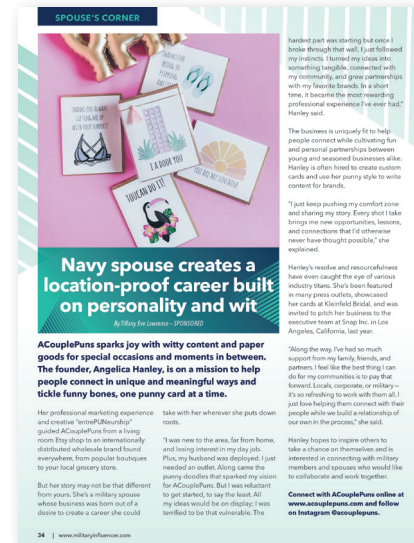 SPOUSE'S CORNER
THANKS FOR
BEING SO
FLIPPING
AWESOME
THANKS FOR ALWAYS
LIFTING ME UP
WITH YOUR SUPPORT!
I A DOOR YOU!
YOU ARE MY SUNSHINE
TOUCAN DO IT!
Navy spouse creates a
location-proof career built
on personality and wit
By Tiffany Eve Lawrence – SPONSORED
ACouplePuns sparks joy with witty content and paper
goods for special occasions and moments in between.
The founder, Angelica Hanley, is on a mission to help
people connect in unique and meaningful ways and
tickle funny bones, one punny card at a time.
Her professional marketing experience
and creative "entrePUNeurship"
guided ACouplePuns from a living
room Etsy shop to an internationally
distributed wholesale brand found
everywhere, from popular boutiques
to your local grocery store.
But her story may not be that different
from yours. She's a military spouse
whose business was born out of a
desire to create a career she could
take with her wherever she puts down
roots.
"I was new to the area, far from home,
and losing interest in my day job.
Plus, my husband was deployed. I just
needed an outlet. Along came the
punny doodles that sparked my vision
for ACouplePuns. But I was reluctant
to get started, to say the least. All
my ideas would be on display; I was
terrified to be that vulnerable. The
hardest part was starting but once I
broke through that wall, I just followed
my instincts. I turned my ideas into
something tangible, connected with
my community, and grew partnerships
with my favorite brands. In a short
time, it became the most rewarding
professional experience I've ever had,"
Hanley said.
The business is uniquely fit to help
people connect while cultivating fun
and personal partnerships between
young and seasoned businesses alike.
Hanley is often hired to create custom
cards and use her punny style to write
content for brands.
"I just keep pushing my comfort zone
and sharing my story. Every shot I take
brings me new opportunities, lessons,
and connections that I'd otherwise
never have thought possible," she
explained.
Hanley's resolve and resourcefulness
have even caught the eye of various
industry titans. She's been featured
in many press outlets, showcased
her cards at Kleinfeld Bridal, and was
invited to pitch her business to the
executive team at Snap Inc. in Los
Angeles, California, last year.
"Along the way, I've had so much
support from my family, friends, and
partners. I feel like the best thing I can
do for my communities is to pay that
forward. Locals, corporate, or military –
it's so refreshing to work with them all. I
just love helping them connect with their
people while we build a relationship of
our own in the process," she said.
Hanley hopes to inspire others to
take a chance on themselves and is
interested in connecting with military
members and spouses who would like
to collaborate and work together.
Connect with ACouplePuns online at
www.acouplepuns.com and follow
on Instagram @acouplepuns.
34 | www.militaryinfluencer.com